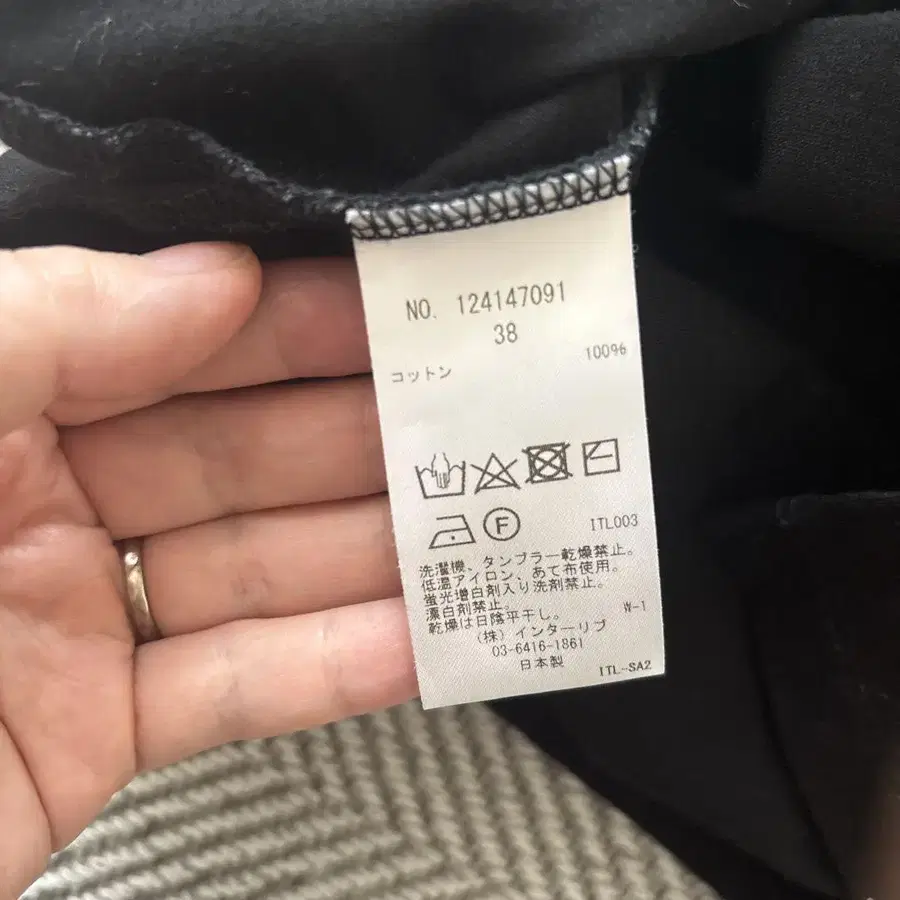 NO. 124147091
38
コットン 100%
F
ITL003
洗濯機、タンブラー乾燥禁止。
低温アイロン、あて布使用。
蛍光増白剤入り洗剤禁止。
漂白剤禁止。
乾燥は日陰平干し。 W-1
(株) インターリブ
03-6416-1861
日本製 ITL-SA2